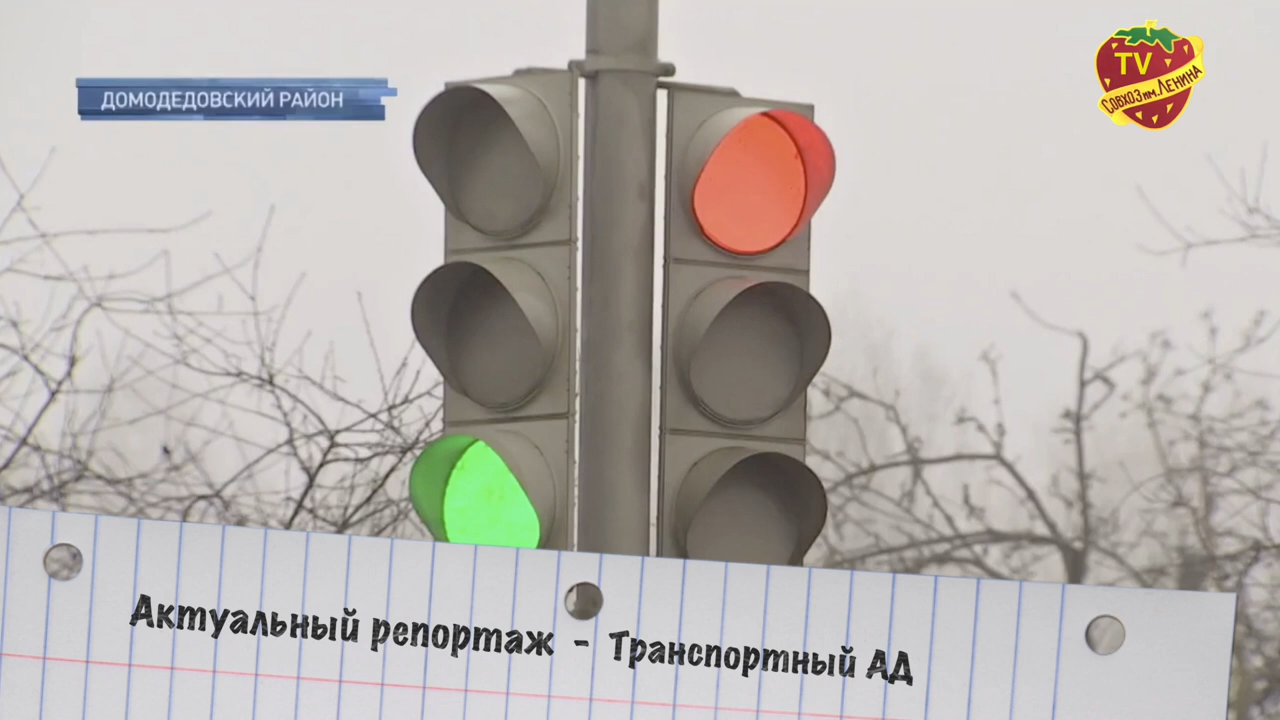 ДОМОДЕДОВСКИЙ РАЙОН
TV
СОВХОЗ им. ЛЕНИНА
Актуальный репортаж - Транспортный АД